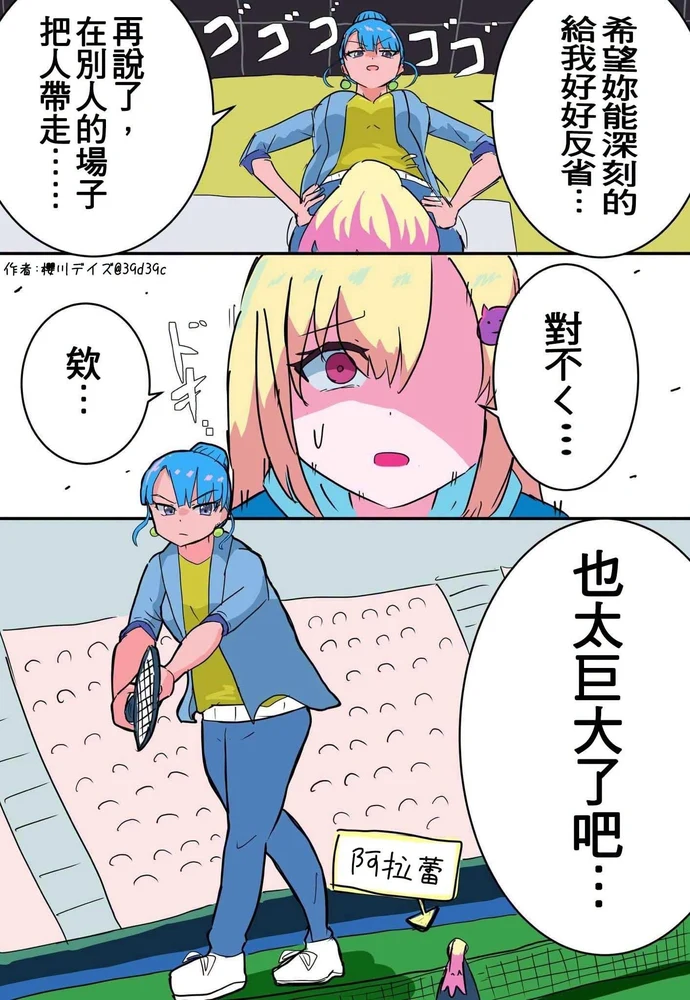 希望妳能深刻的
給我好好反省…
ゴゴゴゴゴ
再說了，
在別人的場子
把人帶走……
作者:櫻川デイズ@39d39c
對不く…
ドキ
欸…
也太巨大了吧…
阿拉蕾